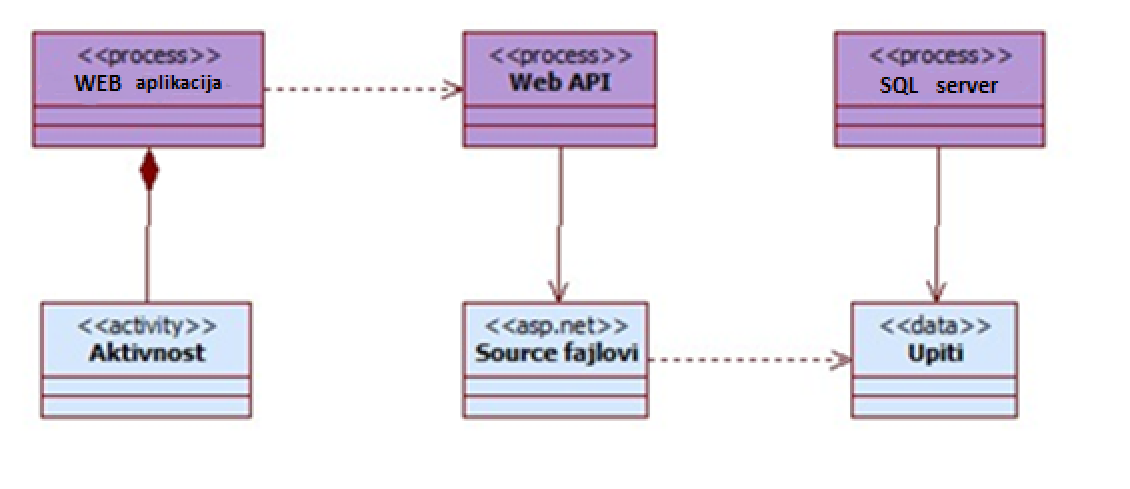 <<process>>
WEB aplikacija
<<process>>
Web API
<<process>>
SQL server
<<activity>>
Aktivnost
<<asp.net>>
Source fajlovi
<<data>>
Upiti